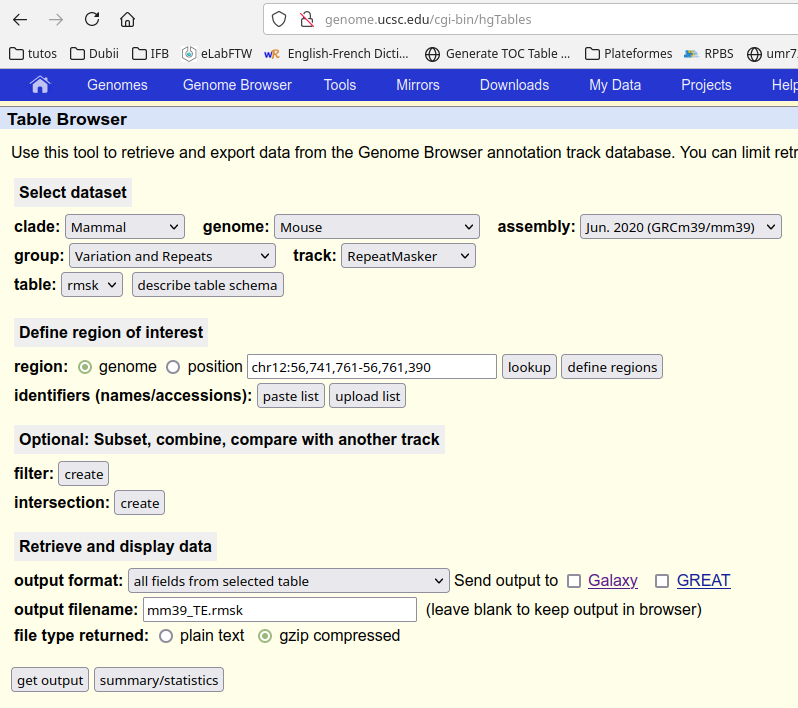 genome.ucsc.edu/cgi-bin/hgTables
tutos Dubii IFB eLabFTW wR English-French Dicti... Generate TOC Table ... Plateformes RPBS umr7
Genomes Genome Browser Tools Mirrors Downloads My Data Projects Help
Table Browser
Use this tool to retrieve and export data from the Genome Browser annotation track database. You can limit retr
Select dataset
clade: Mammal genome: Mouse assembly: Jun. 2020 (GRCm39/mm39)
group: Variation and Repeats track: RepeatMasker
table: rmsk describe table schema
Define region of interest
region: genome position chr12:56,741,761-56,761,390 lookup define regions
identifiers (names/accessions): paste list upload list
Optional: Subset, combine, compare with another track
filter: create
intersection: create
Retrieve and display data
output format: all fields from selected table Send output to Galaxy GREAT
output filename: mm39_TE.rmsk (leave blank to keep output in browser)
file type returned: plain text gzip compressed
get output summary/statistics